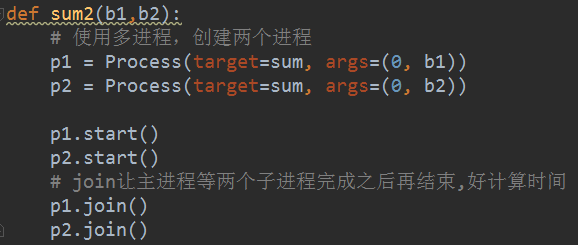 def sum2(b1,b2):
# 使用多进程，创建两个进程
p1 = Process(target=sum, args=(0, b1))
p2 = Process(target=sum, args=(0, b2))
p1.start()
p2.start()
# join让主进程等两个子进程完成之后再结束,好计算时间
p1.join()
p2.join()